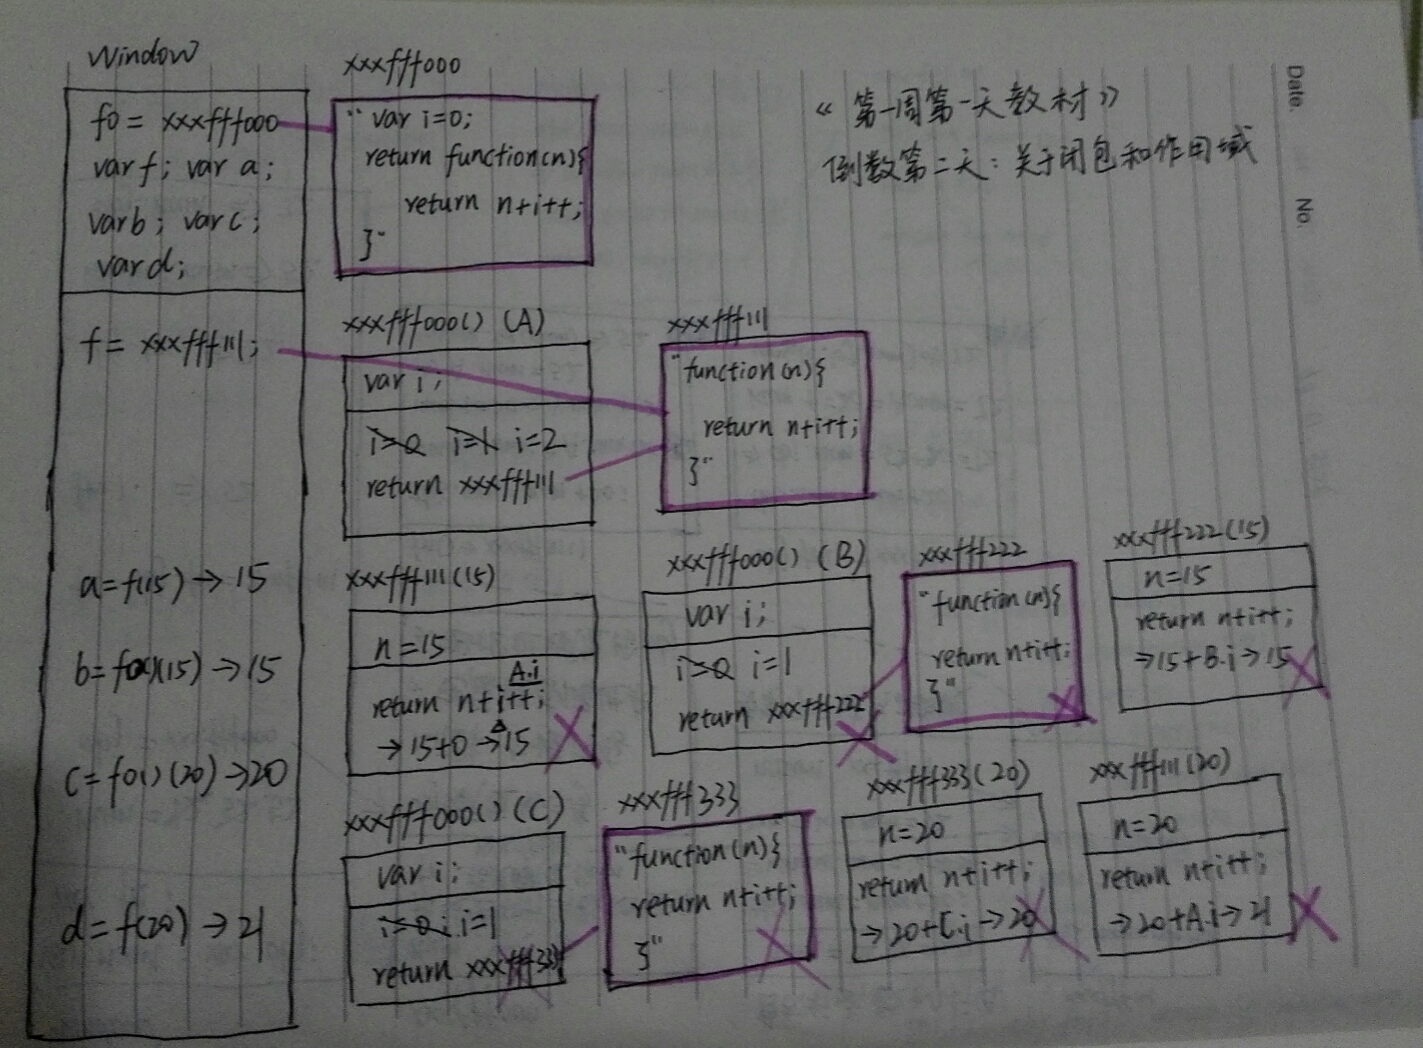 window
f0 = xxxfff000
var f; var a;
var b; var c;
var d;
f = xxxfff111;
a=f(15) → 15
b=f0()(15) → 15
c=f0()(20) → 20
d=f(20) → 21
xxxfff000
"var i=0;
return function(n){
return n+i++;
}"
《第一周第一天教材》
倒数第二天:关于闭包和作用域
Date.
No.
xxxfff000() (A)
var i;
i=0 i=1 i=2
return xxxfff111
xxxfff111
"function(n){
return n+i++;
}"
xxxfff111(15)
n=15
A.i
return n+i++;
→ 15+0 → 15
xxxfff000() (B)
var i;
i=0 i=1
return xxxfff222
xxxfff222
"function(n){
return n+i++;
}"
xxxfff222(15)
n=15
return n+i++;
→15+B.i→15
xxxfff000() (C)
var i;
i=0 i=1
return xxxfff333
xxxfff333
"function(n){
return n+i++;
}"
xxxfff333(20)
n=20
return n+i++;
→20+C.i→20
xxxfff111(20)
n=20
return n+i++;
→20+A.i→21